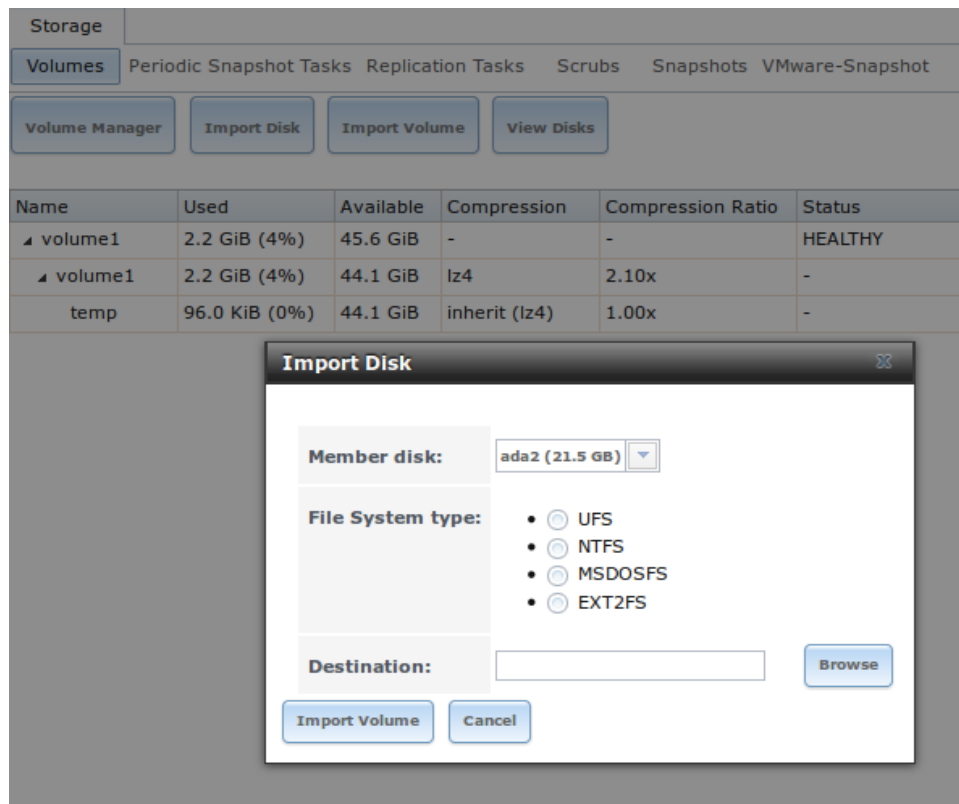 Storage
Volumes Periodic Snapshot Tasks Replication Tasks Scrubs Snapshots VMware-Snapshot
Volume Manager Import Disk Import Volume View Disks
Name Used Available Compression Compression Ratio Status
volume1 2.2 GiB (4%) 45.6 GiB - - HEALTHY
volume1 2.2 GiB (4%) 44.1 GiB lz4 2.10x -
temp 96.0 KiB (0%) 44.1 GiB inherit (lz4) 1.00x -
Import Disk
Member disk: ada2 (21.5 GB)
File System type: • UFS
• NTFS
• MSDOSFS
• EXT2FS
Destination: Browse
Import Volume Cancel